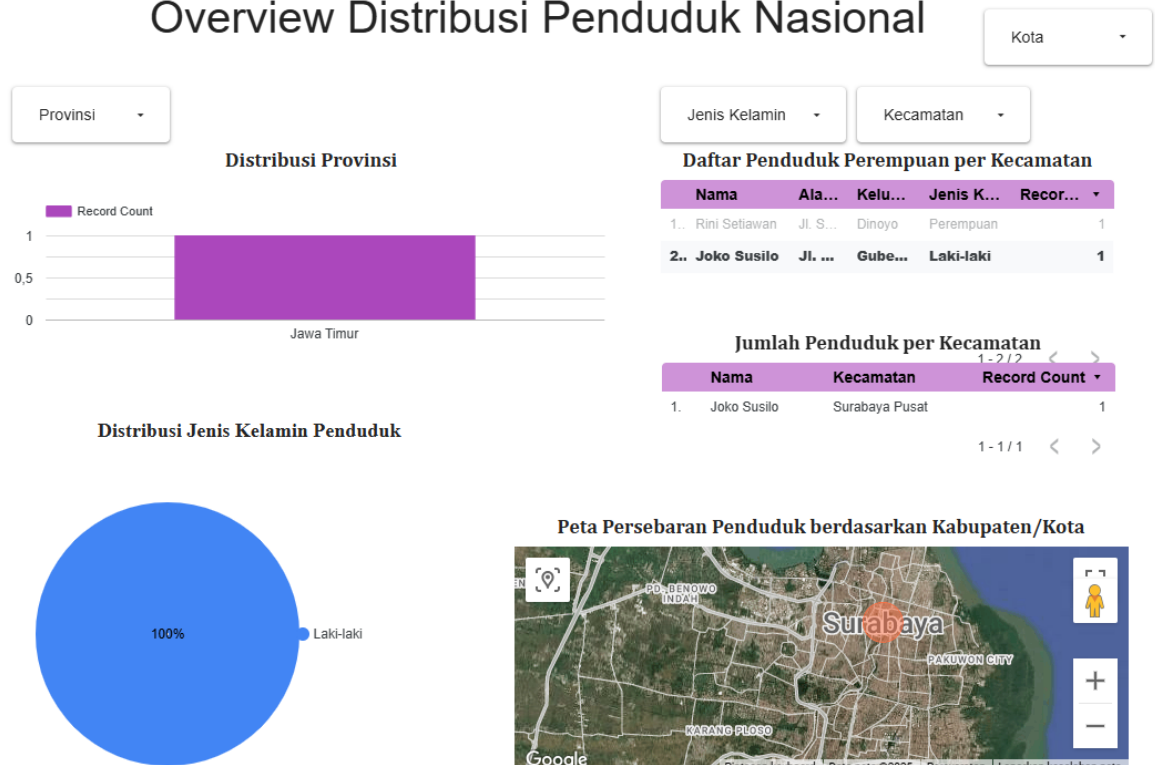 Overview Distribusi Penduduk Nasional
Kota
Provinsi
Jenis Kelamin
Kecamatan
Distribusi Provinsi
Record Count
1
0,5
0
Jawa Timur
Daftar Penduduk Perempuan per Kecamatan
Nama Ala... Kelu... Jenis K... Recor...
1.. Rini Setiawan Jl. S... Dinoyo Perempuan 1
2.. Joko Susilo Jl. ... Gube... Laki-laki 1
Jumlah Penduduk per Kecamatan
1 - 2 / 2
Nama Kecamatan Record Count
1. Joko Susilo Surabaya Pusat 1
1 - 1 / 1
Distribusi Jenis Kelamin Penduduk
100%
Laki-laki
Peta Persebaran Penduduk berdasarkan Kabupaten/Kota
PD. BENOWO
INDAH
Surabaya
PAKUWON CITY
KARANG PLOSO
Google